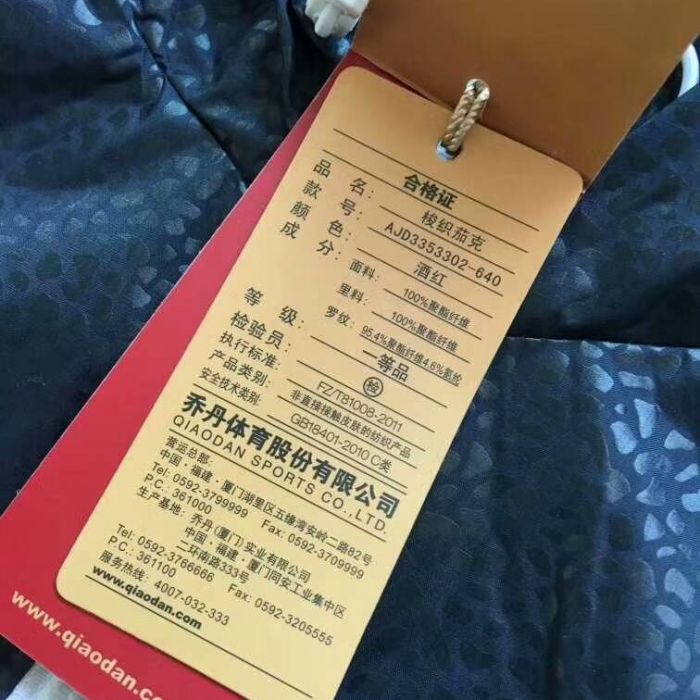 合格证
品名：梭织茄克
款号：AJD3353302-640
颜色：酒红
成分：面料：100%聚酯纤维
里料：100%聚酯纤维
罗纹：95.4%聚酯纤维4.6%氨纶
等级：一等品
检验员：检
执行标准：FZ/T81008-2011
产品类别：非直接接触皮肤的纺织产品
安全技术类别：GB18401-2010 C类
乔丹体育股份有限公司
QIAODAN SPORTS CO.,LTD.
营运总部：
中国·福建·厦门湖里区五缘湾安岭二路82号
Tel: 0592-3799999 Fax: 0592-3709999
P.C.: 361000
生产基地：乔丹(厦门)实业有限公司
中国·福建·厦门同安工业集中区
二环南路333号
Tel: 0592-3766666 Fax: 0592-3205555
P.C.: 361100
服务热线: 4007-032-333
www.qiaodan.com
www.qiaodan.com